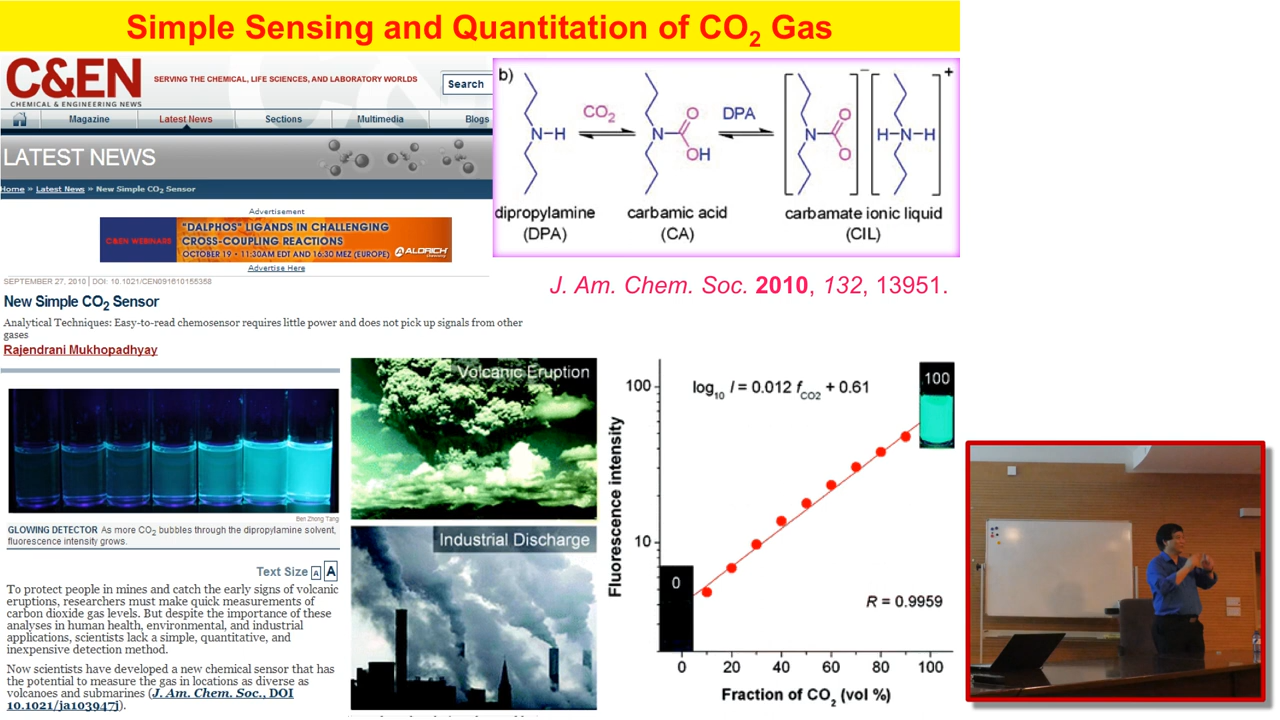 Simple Sensing and Quantitation of CO2 Gas
C&EN
CHEMICAL & ENGINEERING NEWS
SERVING THE CHEMICAL, LIFE SCIENCES, AND LABORATORY WORLDS
Search
Magazine
Latest News
Sections
Multimedia
Blogs
LATEST NEWS
Home » Latest News » New Simple CO2 Sensor
Advertisement
C&EN WEBINARS
"DALPHOS" LIGANDS IN CHALLENGING
CROSS-COUPLING REACTIONS
OCTOBER 19 • 11:30AM EDT AND 16:30 MEZ (EUROPE)
ALDRICH
Advertise Here
SEPTEMBER 27, 2010 | DOI: 10.1021/CEN091610155358
New Simple CO2 Sensor
Analytical Techniques: Easy-to-read chemosensor requires little power and does not pick up signals from other
gases
Rajendrani Mukhopadhyay
Ben Zhong Tang
GLOWING DETECTOR As more CO2 bubbles through the dipropylamine solvent,
fluorescence intensity grows.
Text Size A A
To protect people in mines and catch the early signs of volcanic
eruptions, researchers must make quick measurements of
carbon dioxide gas levels. But despite the importance of these
analyses in human health, environmental, and industrial
applications, scientists lack a simple, quantitative, and
inexpensive detection method.
Now scientists have developed a new chemical sensor that has
the potential to measure the gas in locations as diverse as
volcanoes and submarines (J. Am. Chem. Soc., DOI
10.1021/ja103947j).
b)
N-H
CO2
N
O
OH
DPA
N
O
O
−
H-N-H
+
dipropylamine
(DPA)
carbamic acid
(CA)
carbamate ionic liquid
(CIL)
J. Am. Chem. Soc. 2010, 132, 13951.
Volcanic Eruption
Industrial Discharge
Fluorescence intensity
100
10
log10 I = 0.012 fCO2 + 0.61
100
0
R = 0.9959
0 20 40 60 80 100
Fraction of CO2 (vol %)